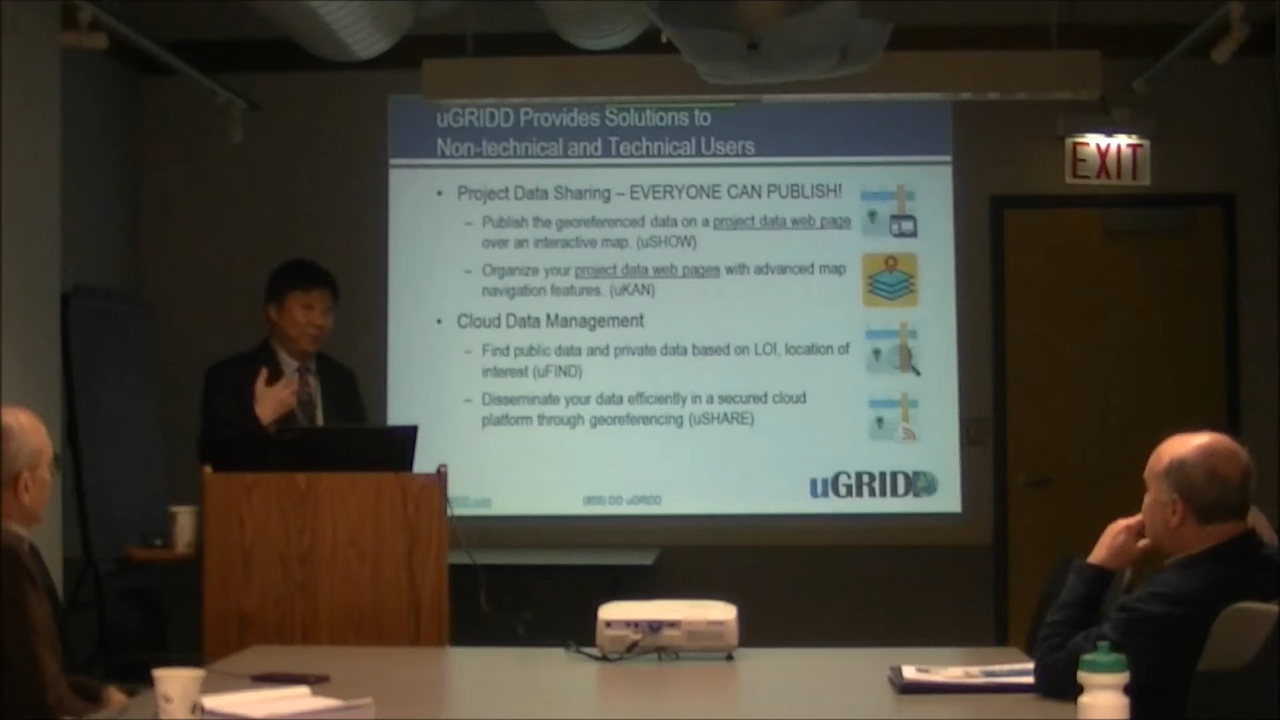 uGRIDD Provides Solutions to
Non-technical and Technical Users
• Project Data Sharing – EVERYONE CAN PUBLISH!
– Publish the georeferenced data on a project data web page
over an interactive map. (uSHOW)
– Organize your project data web pages with advanced map
navigation features. (uKAN)
• Cloud Data Management
– Find public data and private data based on LOI, location of
interest (uFIND)
– Disseminate your data efficiently in a secured cloud
platform through georeferencing (uSHARE)
uGRIDD
(855) GO uGRIDD
EXIT